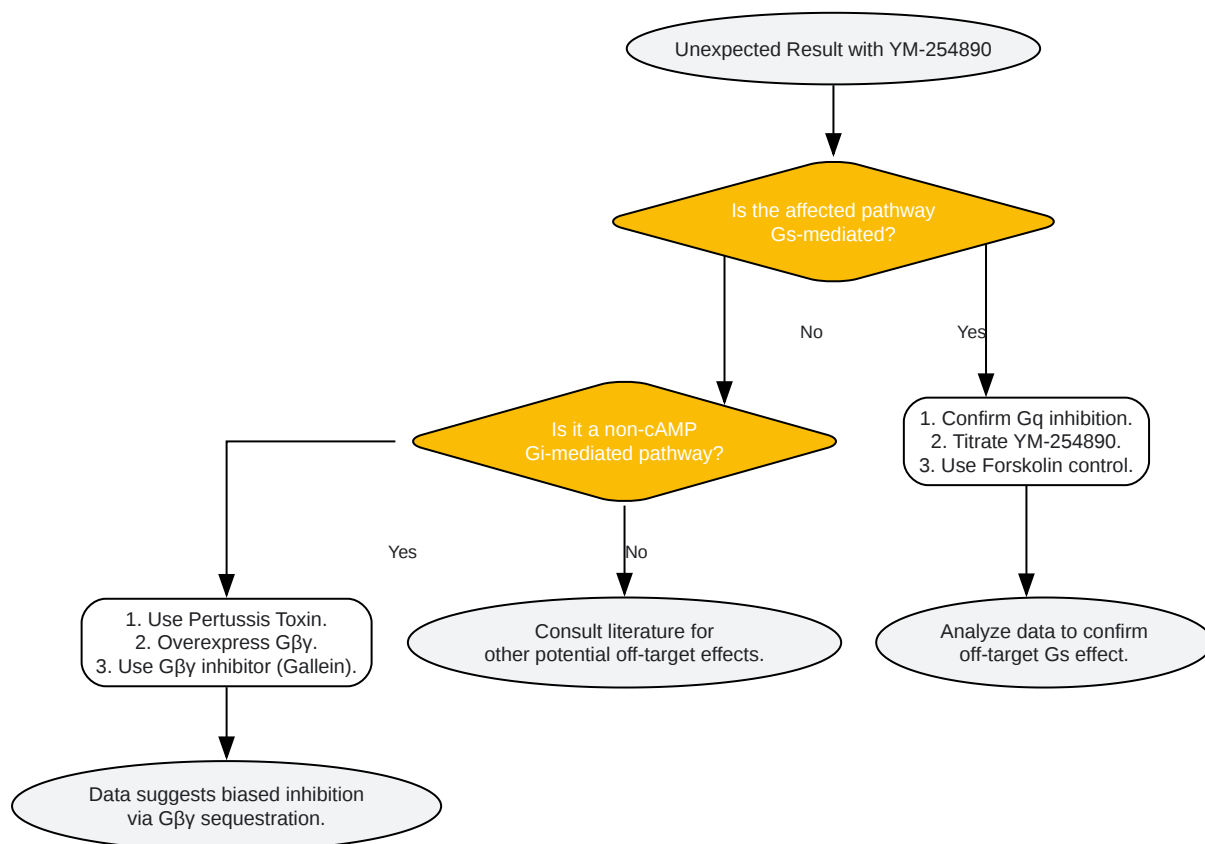 Unexpected Result with YM-254890
Is the affected pathway
Gs-mediated?
No
Yes
Is it a non-cAMP
Gi-mediated pathway?
1. Confirm Gq inhibition.
2. Titrate YM-254890.
3. Use Forskolin control.
Yes
No
1. Use Pertussis Toxin.
2. Overexpress Gβγ.
3. Use Gβγ inhibitor (Gallein).
Consult literature for
other potential off-target effects.
Analyze data to confirm
off-target Gs effect.
Data suggests biased inhibition
via Gβγ sequestration.